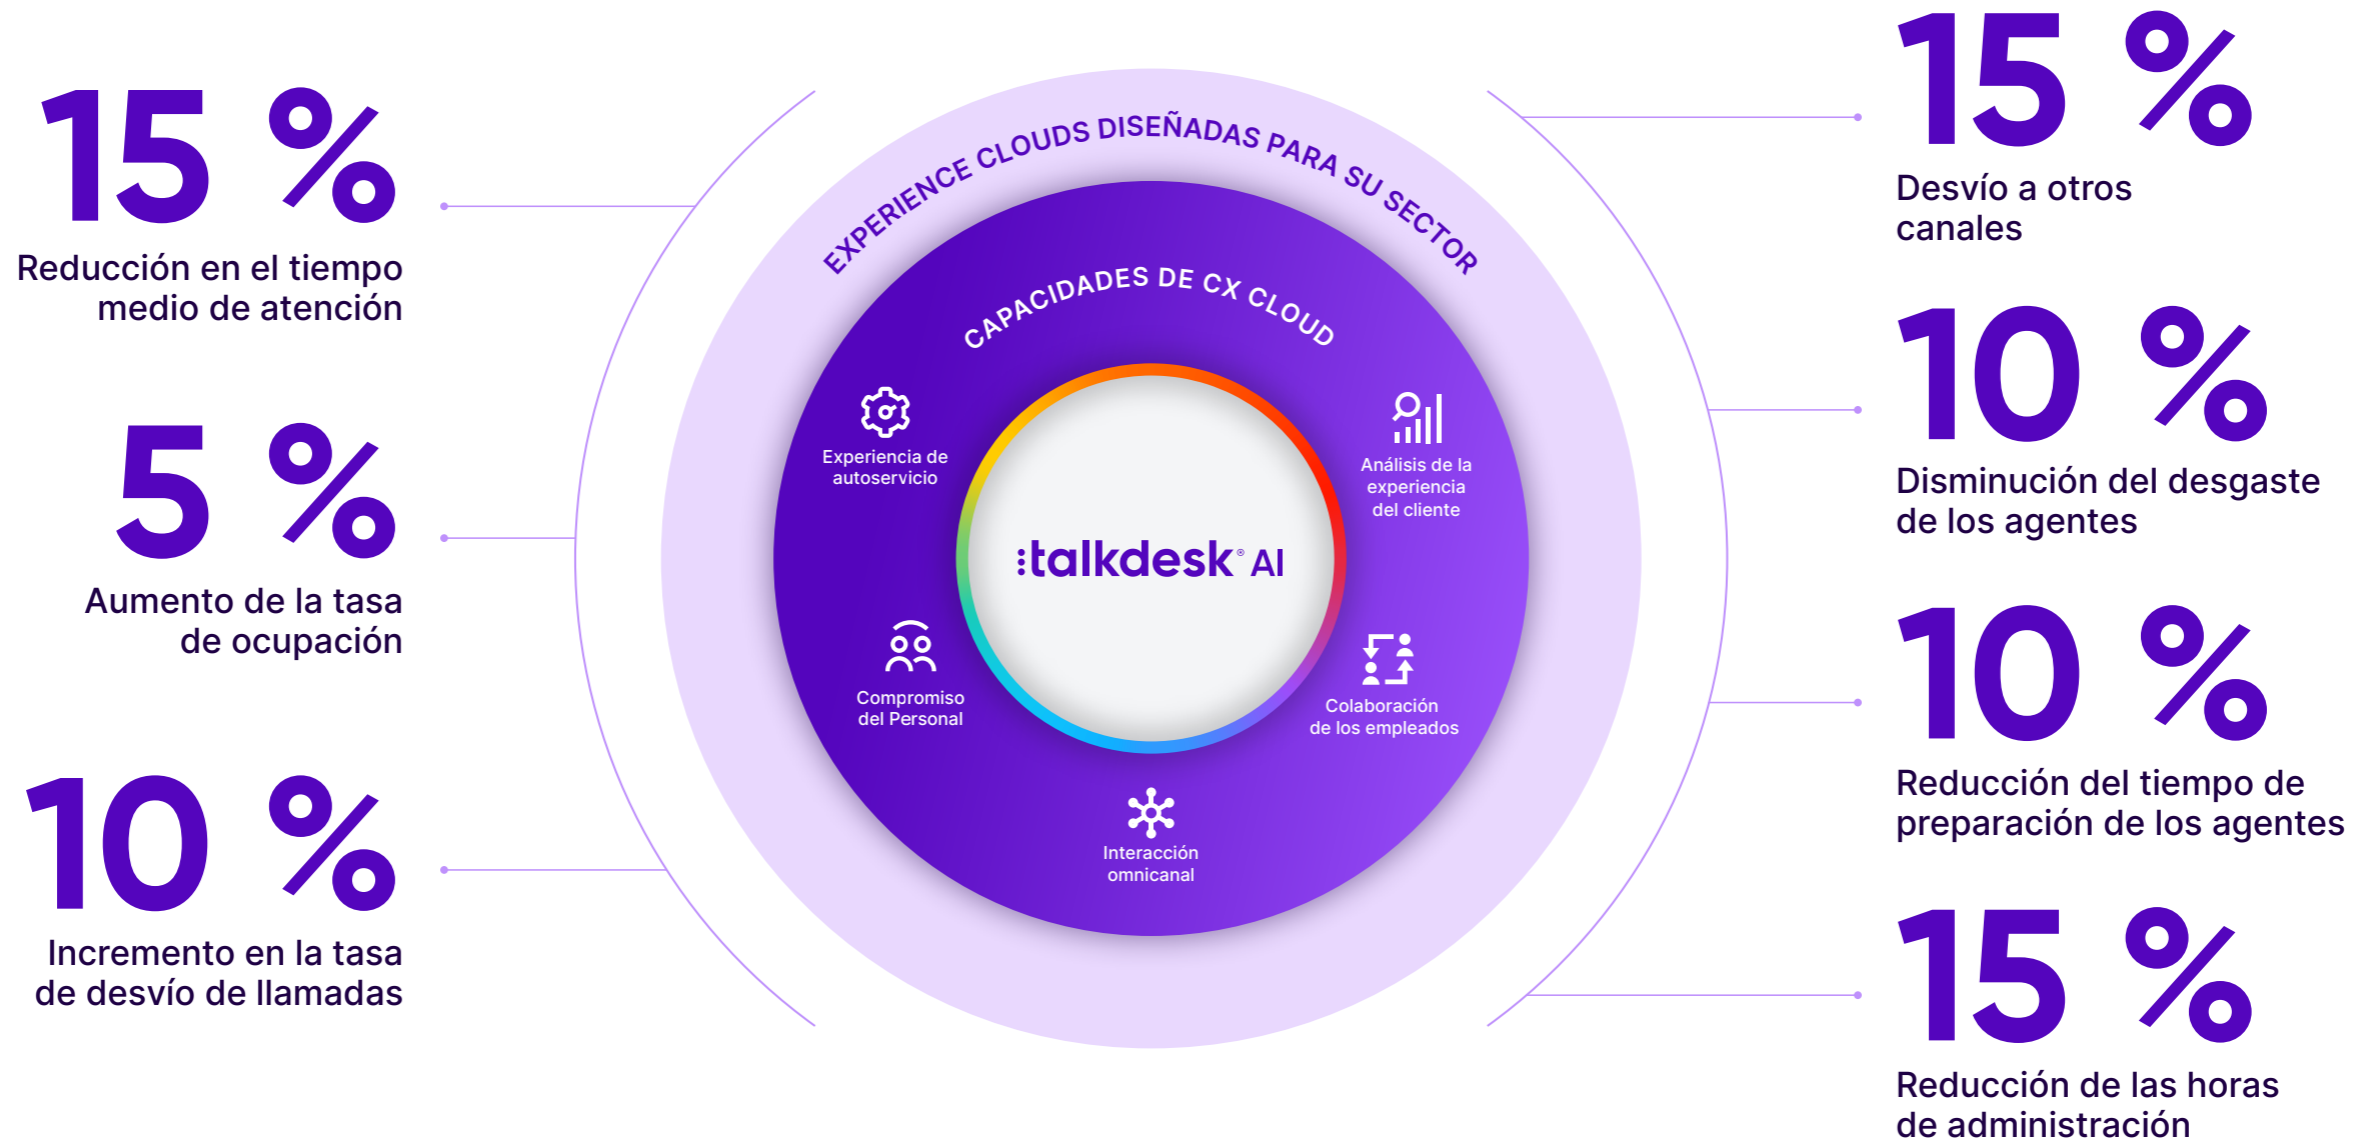 15 %
Reducción en el tiempo
medio de atención
5 %
Aumento de la tasa
de ocupación
10 %
Incremento en la tasa
de desvío de llamadas
EXPERIENCE CLOUDS DISEÑADAS PARA SU SECTOR
CAPACIDADES DE CX CLOUD
Experiencia de
autoservicio
Análisis de la
experiencia
del cliente
talkdesk® AI
Compromiso
del Personal
Colaboración
de los empleados
Interacción
omnicanal
15 %
Desvío a otros
canales
10 %
Disminución del desgaste
de los agentes
10 %
Reducción del tiempo de
preparación de los agentes
15 %
Reducción de las horas
de administración